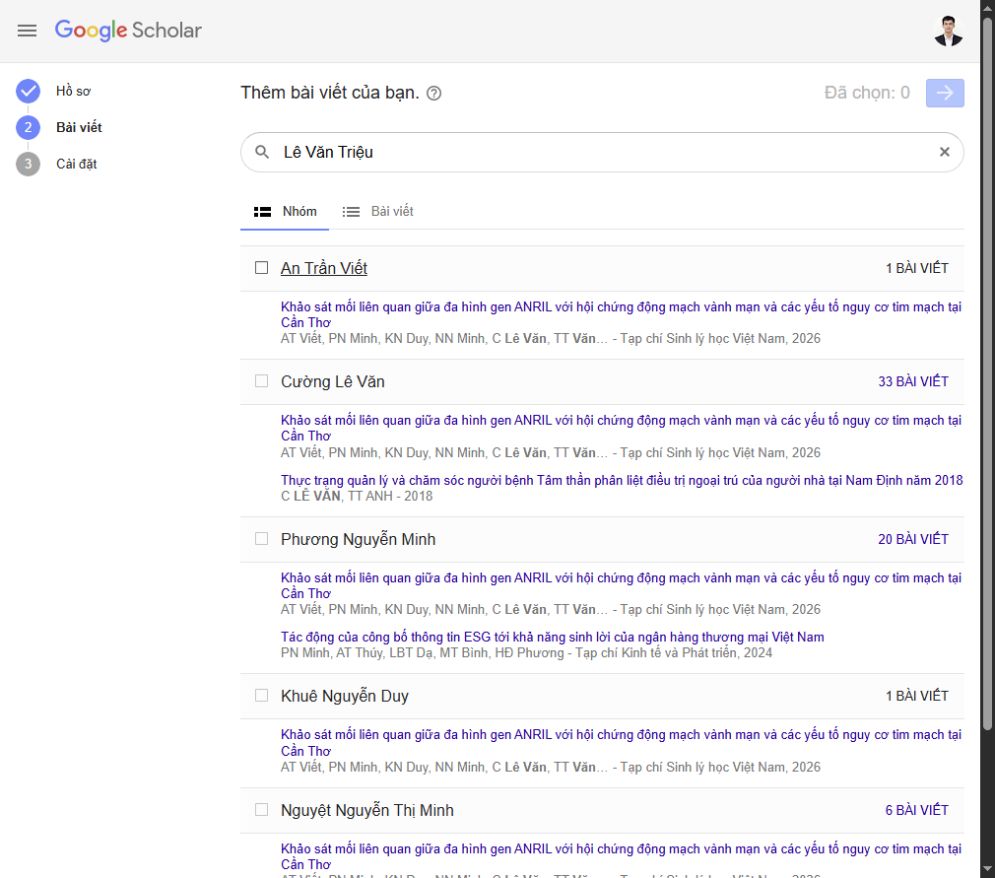 Google Scholar
Hồ sơ
2 Bài viết
3 Cài đặt
Thêm bài viết của bạn. ?
Đã chọn: 0
Lê Văn Triệu
Nhóm Bài viết
An Trần Viết 1 BÀI VIẾT
Khảo sát mối liên quan giữa đa hình gen ANRIL với hội chứng động mạch vành mạn và các yếu tố nguy cơ tim mạch tại
Cần Thơ
AT Viết, PN Minh, KN Duy, NN Minh, C Lê Văn, TT Văn... - Tạp chí Sinh lý học Việt Nam, 2026
Cường Lê Văn 33 BÀI VIẾT
Khảo sát mối liên quan giữa đa hình gen ANRIL với hội chứng động mạch vành mạn và các yếu tố nguy cơ tim mạch tại
Cần Thơ
AT Viết, PN Minh, KN Duy, NN Minh, C Lê Văn, TT Văn... - Tạp chí Sinh lý học Việt Nam, 2026
Thực trạng quản lý và chăm sóc người bệnh Tâm thần phân liệt điều trị ngoại trú của người nhà tại Nam Định năm 2018
C LÊ VĂN, TT ANH - 2018
Phương Nguyễn Minh 20 BÀI VIẾT
Khảo sát mối liên quan giữa đa hình gen ANRIL với hội chứng động mạch vành mạn và các yếu tố nguy cơ tim mạch tại
Cần Thơ
AT Viết, PN Minh, KN Duy, NN Minh, C Lê Văn, TT Văn... - Tạp chí Sinh lý học Việt Nam, 2026
Tác động của công bố thông tin ESG tới khả năng sinh lời của ngân hàng thương mại Việt Nam
PN Minh, AT Thúy, LBT Dạ, MT Bình, HĐ Phương - Tạp chí Kinh tế và Phát triển, 2024
Khuê Nguyễn Duy 1 BÀI VIẾT
Khảo sát mối liên quan giữa đa hình gen ANRIL với hội chứng động mạch vành mạn và các yếu tố nguy cơ tim mạch tại
Cần Thơ
AT Viết, PN Minh, KN Duy, NN Minh, C Lê Văn, TT Văn... - Tạp chí Sinh lý học Việt Nam, 2026
Nguyệt Nguyễn Thị Minh 6 BÀI VIẾT
Khảo sát mối liên quan giữa đa hình gen ANRIL với hội chứng động mạch vành mạn và các yếu tố nguy cơ tim mạch tại
Cần Thơ